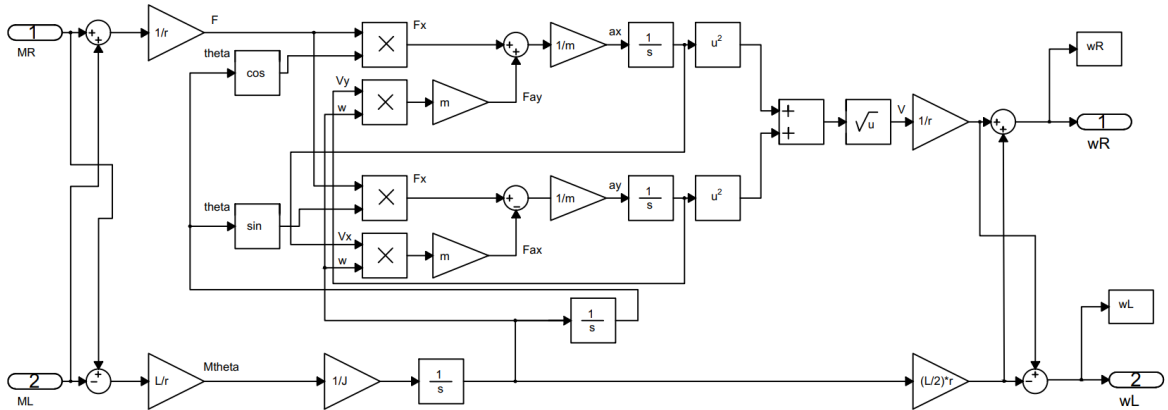 1
MR
+
+
1/r
F
theta
cos
×
Fx
Vy
w
×
m
Fay
+
+
1/m
ax
1
s
u²
+
+
√u
V
1/r
+
+
wR
1
wR
Fx
×
theta
sin
Vx
w
×
m
Fax
+
−
1/m
ay
1
s
u²
1
s
2
ML
+
−
L/r
Mtheta
1/J
1
s
(L/2)*r
+
−
wL
2
wL